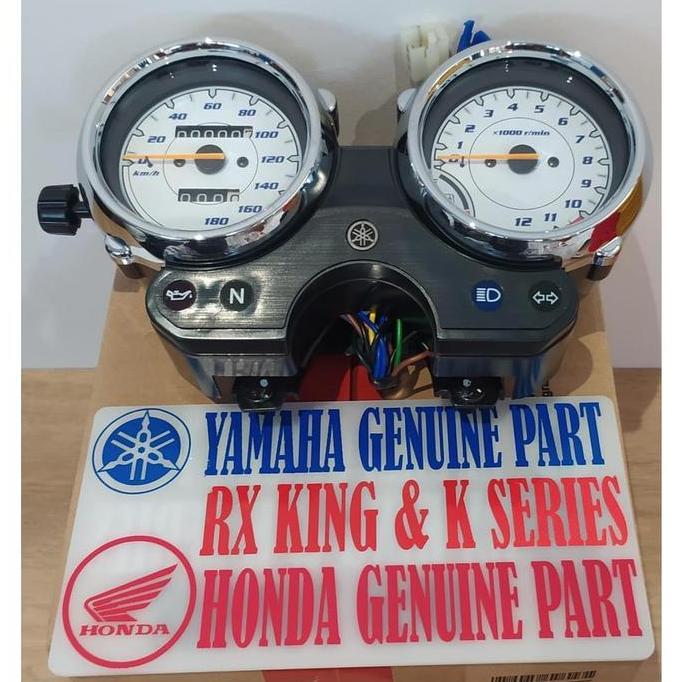 20 40 60 80 100 120 140 160 180
km/h
1 2 3 4 5 6 7 8 9 10 11 12
×1000 r/min
N
YAMAHA GENUINE PART
RX KING & K SERIES
HONDA
HONDA GENUINE PART